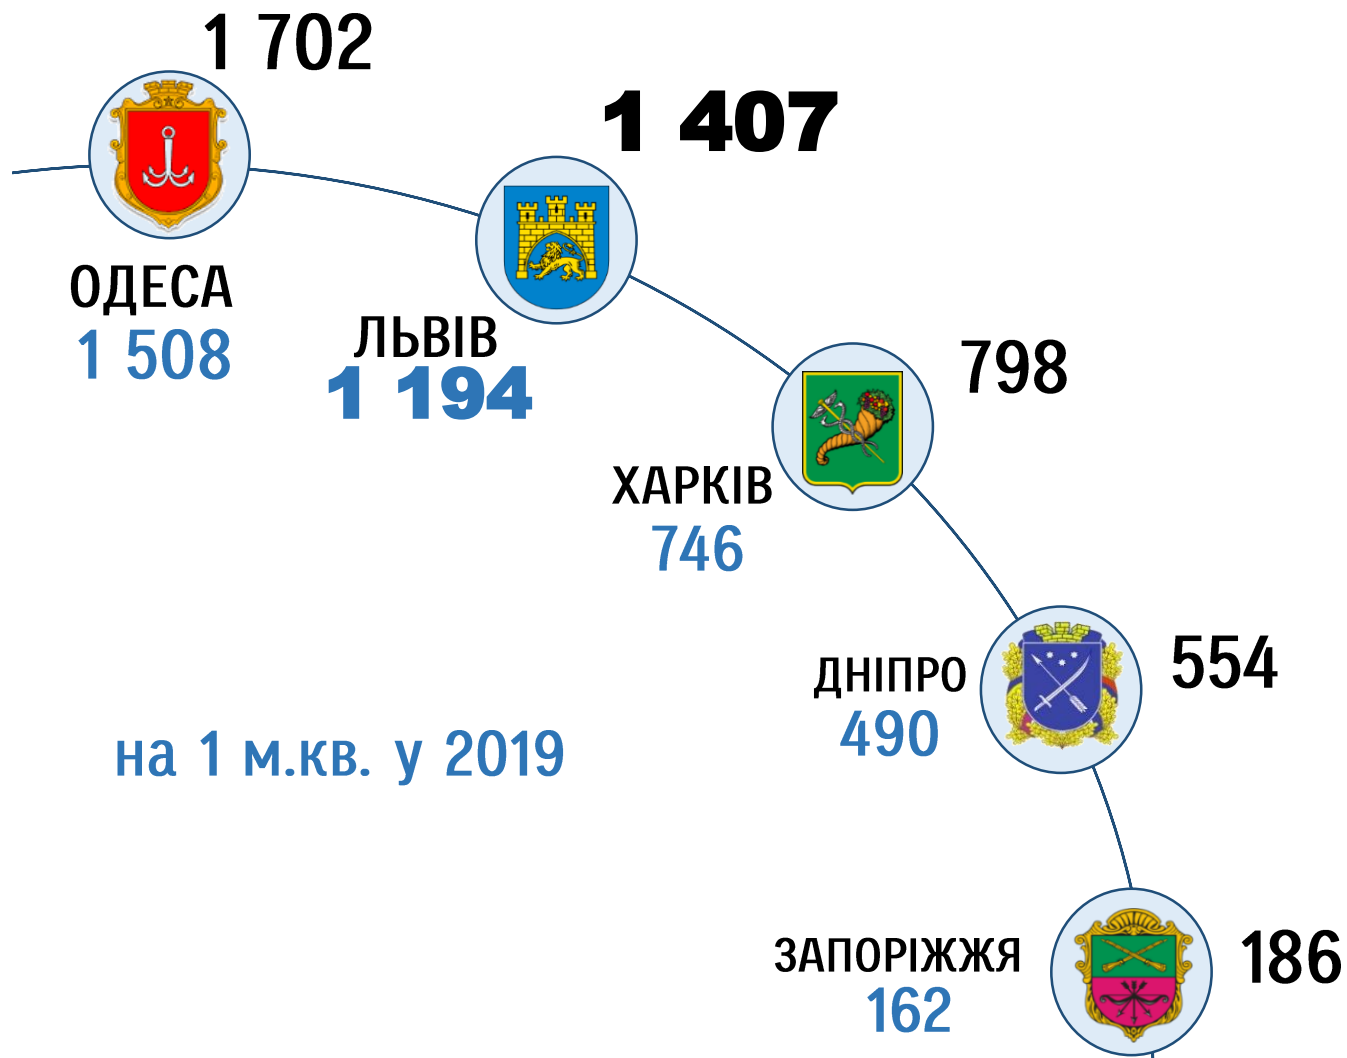 1 702
ОДЕСА
1 508
1 407
ЛЬВІВ
1 194
798
ХАРКІВ
746
554
ДНІПРО
490
на 1 м.кв. у 2019
186
ЗАПОРІЖЖЯ
162